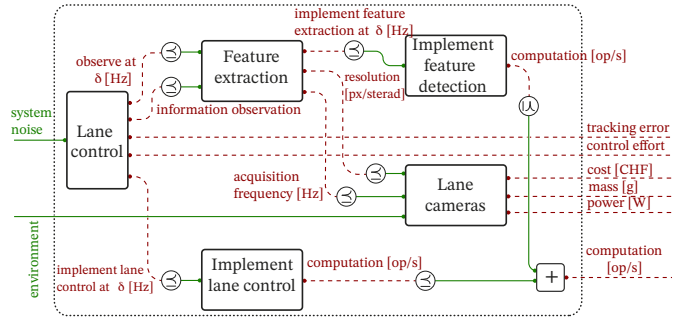 implement feature
extraction at δ [Hz]
observe at
δ [Hz]
Feature
extraction
Implement
feature
detection
computation [op/s]
resolution
[px/sterad]
information observation
system
noise
Lane
control
tracking error
control effort
acquisition
frequency [Hz]
Lane
cameras
cost [CHF]
mass [g]
power [W]
environment
implement lane
control at δ [Hz]
Implement
lane control
computation [op/s]
+
computation
[op/s]